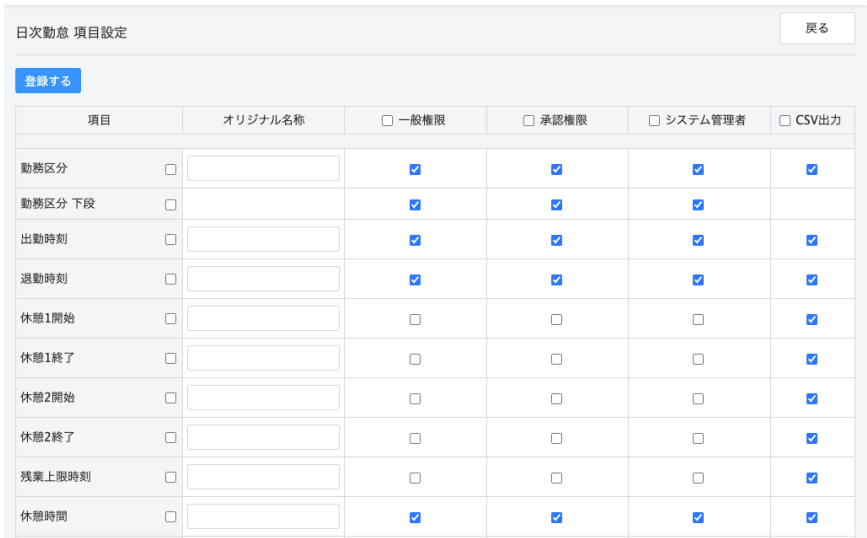 日次勤怠 項目設定
戻る
登録する
項目 オリジナル名称 一般権限 承認権限 システム管理者 CSV出力
勤務区分
勤務区分 下段
出勤時刻
退勤時刻
休憩1開始
休憩1終了
休憩2開始
休憩2終了
残業上限時刻
休憩時間